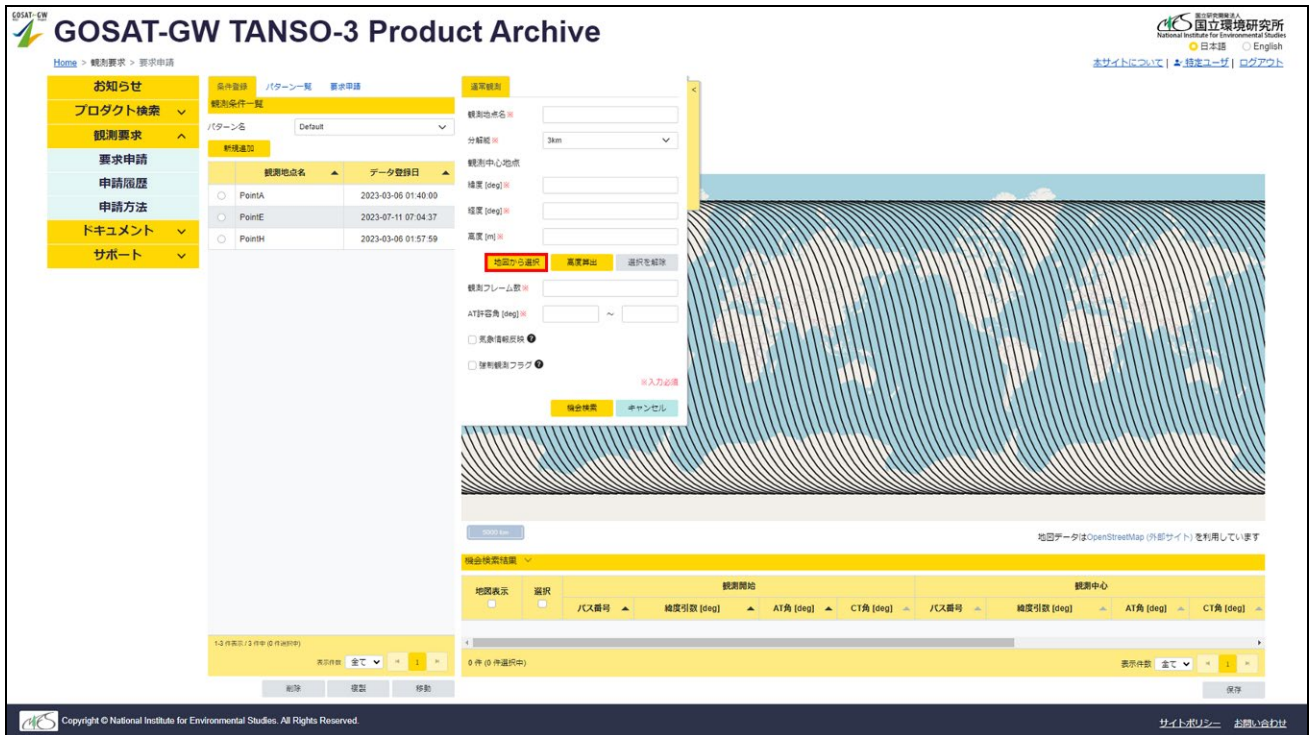 GOSAT-GW
GOSAT-GW TANSO-3 Product Archive
国立研究開発法人
国立環境研究所
National Institute for Environmental Studies
日本語 English
Home > 観測要求 > 要求申請
本サイトについて | 特定ユーザ | ログアウト
お知らせ
プロダクト検索
観測要求
要求申請
申請履歴
申請方法
ドキュメント
サポート
条件登録 パターン一覧 要求申請
観測条件一覧
パターン名 Default
新規追加
観測地点名 ▲ データ登録日 ▲
PointA 2023-03-06 01:40:00
PointE 2023-07-11 07:04:37
PointH 2023-03-06 01:57:59
1-3 件表示 / 3 件中 (0 件選択中)
表示件数 全て « 1 »
削除 複製 移動
通常観測
<
観測地点名※
分解能※ 3km
観測中心地点
緯度 [deg]※
経度 [deg]※
高度 [m]※
地図から選択 高度算出 選択を解除
観測フレーム数※
AT許容角 [deg]※ ～
気象情報反映 ?
強制観測フラグ ?
※入力必須
機会検索 キャンセル
5000 km
地図データはOpenStreetMap (外部サイト) を利用しています
機会検索結果
地図表示 選択 観測開始 観測中心
パス番号 ▲ 緯度引数 [deg] ▲ AT角 [deg] ▲ CT角 [deg] ▲ パス番号 ▲ 緯度引数 [deg] ▲ AT角 [deg] ▲ CT角 [deg] ▲
0 件 (0 件選択中) 表示件数 全て « 1 »
保存
Copyright © National Institute for Environmental Studies. All Rights Reserved.
サイトポリシー お問い合わせ